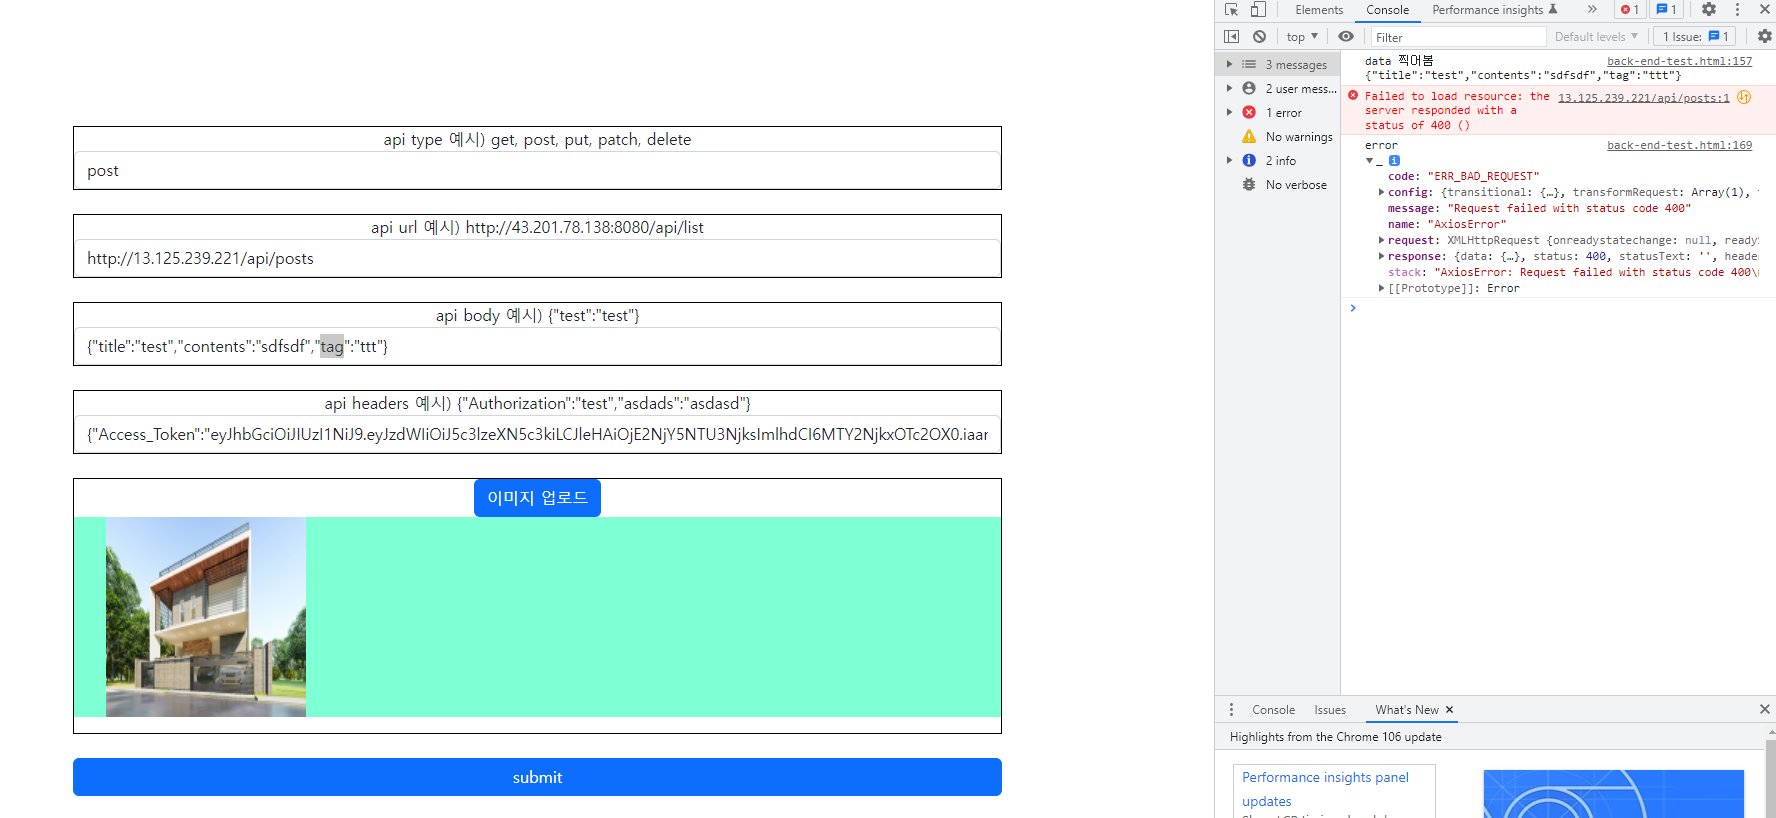 api type 예시) get, post, put, patch, delete
post
api url 예시) http://43.201.78.138:8080/api/list
http://13.125.239.221/api/posts
api body 예시) {"test":"test"}
{"title":"test","contents":"sdfsdf","tag":"ttt"}
api headers 예시) {"Authorization":"test","asdads":"asdasd"}
{"Access_Token":"eyJhbGciOiJIUzI1NiJ9.eyJzdWIiOiJ5c3lzeXN5c3kiLCJleHAiOjE2NjY5NTU3NjksImlhdCI6MTY2NjkxOTc2OX0.iaar
이미지 업로드
submit
Elements Console Performance insights 1 1
top Filter Default levels 1 Issue: 1
3 messages
2 user mess...
1 error
No warnings
2 info
No verbose
data 찍어봄 back-end-test.html:157
{"title":"test","contents":"sdfsdf","tag":"ttt"}
Failed to load resource: the 13.125.239.221/api/posts:1
server responded with a
status of 400 ()
error back-end-test.html:169
code: "ERR_BAD_REQUEST"
config: {transitional: {…}, transformRequest: Array(1),
message: "Request failed with status code 400"
name: "AxiosError"
request: XMLHttpRequest {onreadystatechange: null, readyS
response: {data: {…}, status: 400, statusText: '', heade
stack: "AxiosError: Request failed with status code 400\
[[Prototype]]: Error
Console Issues What's New
Highlights from the Chrome 106 update
Performance insights panel
updates